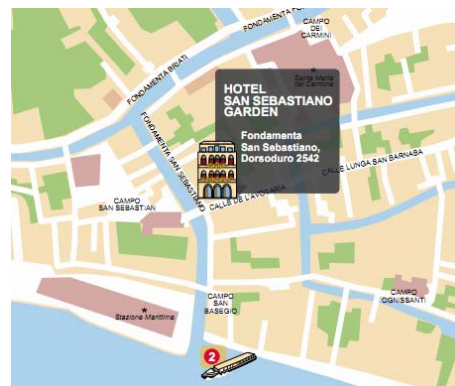 FONDAMENTA
CAMPO
DEI
CARMINI
FONDAMENTA BRIATI
Santa Maria
del Carmine
HOTEL
SAN SEBASTIANO
GARDEN
Fondamenta
San Sebastiano,
Dorsoduro 2542
FONDAMENTA SAN SEBASTIANO
CALLE LUNGA SAN BARNABA
CALLE DE L'AVOGARIA
CAMPO
SAN SEBASTIAN
CAMPO
OGNISSANTI
CAMPO
SAN
BASEGIO
Stazione Marittima
2